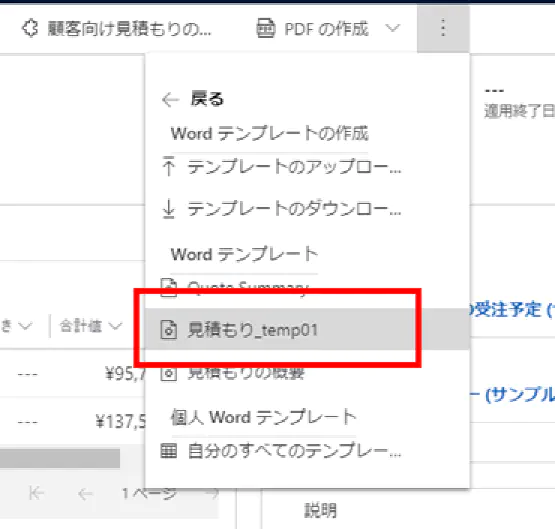 顧客向け見積もりの... PDF の作成
---
適用終了日
戻る
Word テンプレートの作成
テンプレートのアップロー...
テンプレートのダウンロー...
Word テンプレート
Quote Summary
の受注予定 (
合計値
見積もり_temp01
--- ¥95,7
見積もりの概要
ー (サンプル
個人 Word テンプレート
--- ¥137,5
自分のすべてのテンプレー...
1 ページ
説明